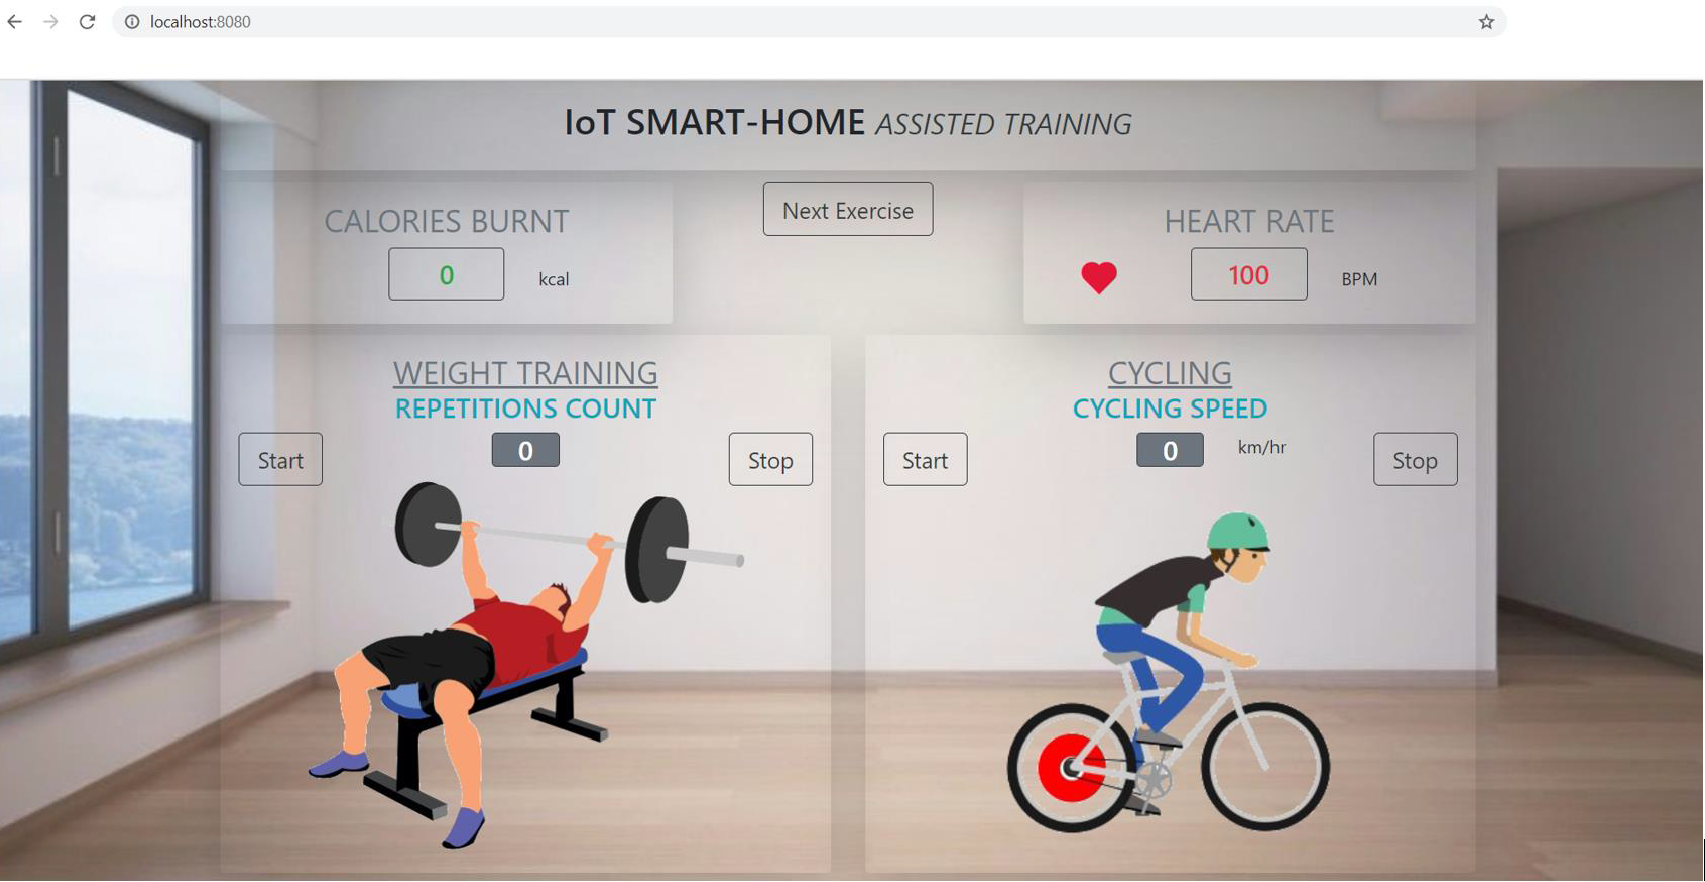 localhost:8080
IoT SMART-HOME ASSISTED TRAINING
Next Exercise
CALORIES BURNT
0 kcal
HEART RATE
100 BPM
WEIGHT TRAINING
REPETITIONS COUNT
Start 0 Stop
CYCLING
CYCLING SPEED
Start 0 km/hr Stop